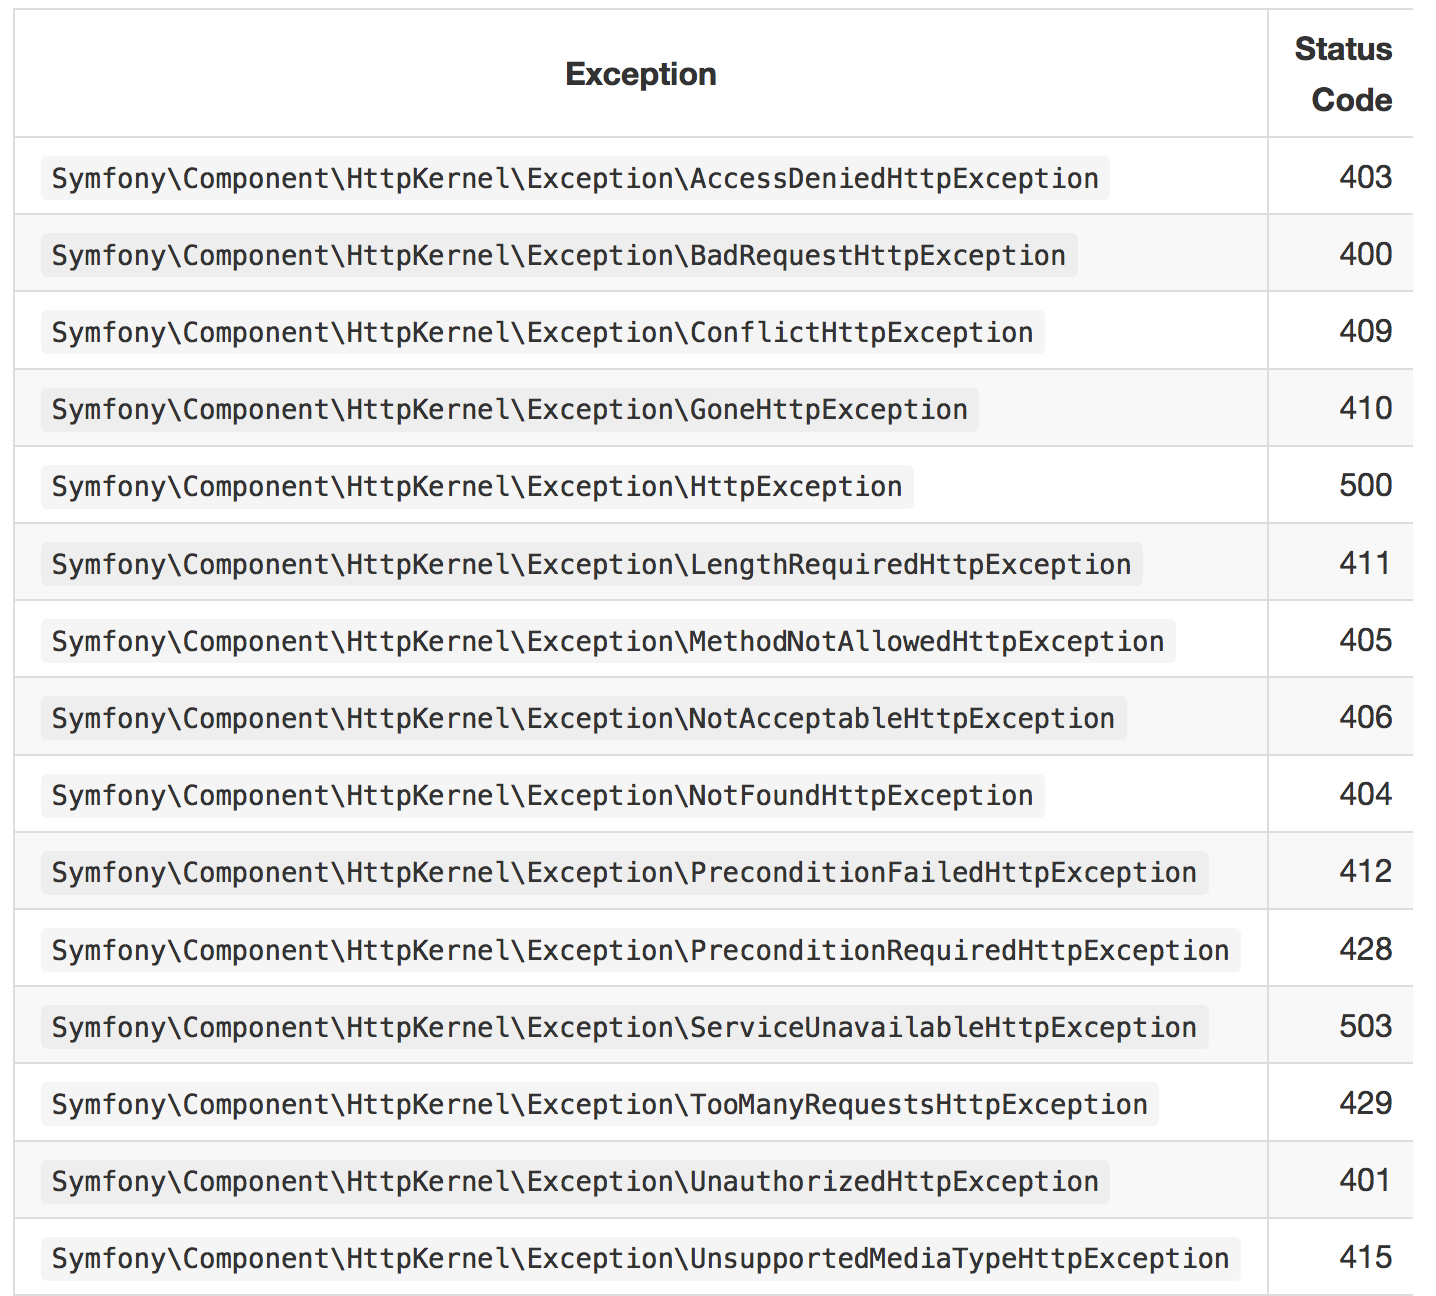 Exception
Status
Code
Symfony\Component\HttpKernel\Exception\AccessDeniedHttpException 403
Symfony\Component\HttpKernel\Exception\BadRequestHttpException 400
Symfony\Component\HttpKernel\Exception\ConflictHttpException 409
Symfony\Component\HttpKernel\Exception\GoneHttpException 410
Symfony\Component\HttpKernel\Exception\HttpException 500
Symfony\Component\HttpKernel\Exception\LengthRequiredHttpException 411
Symfony\Component\HttpKernel\Exception\MethodNotAllowedHttpException 405
Symfony\Component\HttpKernel\Exception\NotAcceptableHttpException 406
Symfony\Component\HttpKernel\Exception\NotFoundHttpException 404
Symfony\Component\HttpKernel\Exception\PreconditionFailedHttpException 412
Symfony\Component\HttpKernel\Exception\PreconditionRequiredHttpException 428
Symfony\Component\HttpKernel\Exception\ServiceUnavailableHttpException 503
Symfony\Component\HttpKernel\Exception\TooManyRequestsHttpException 429
Symfony\Component\HttpKernel\Exception\UnauthorizedHttpException 401
Symfony\Component\HttpKernel\Exception\UnsupportedMediaTypeHttpException 415